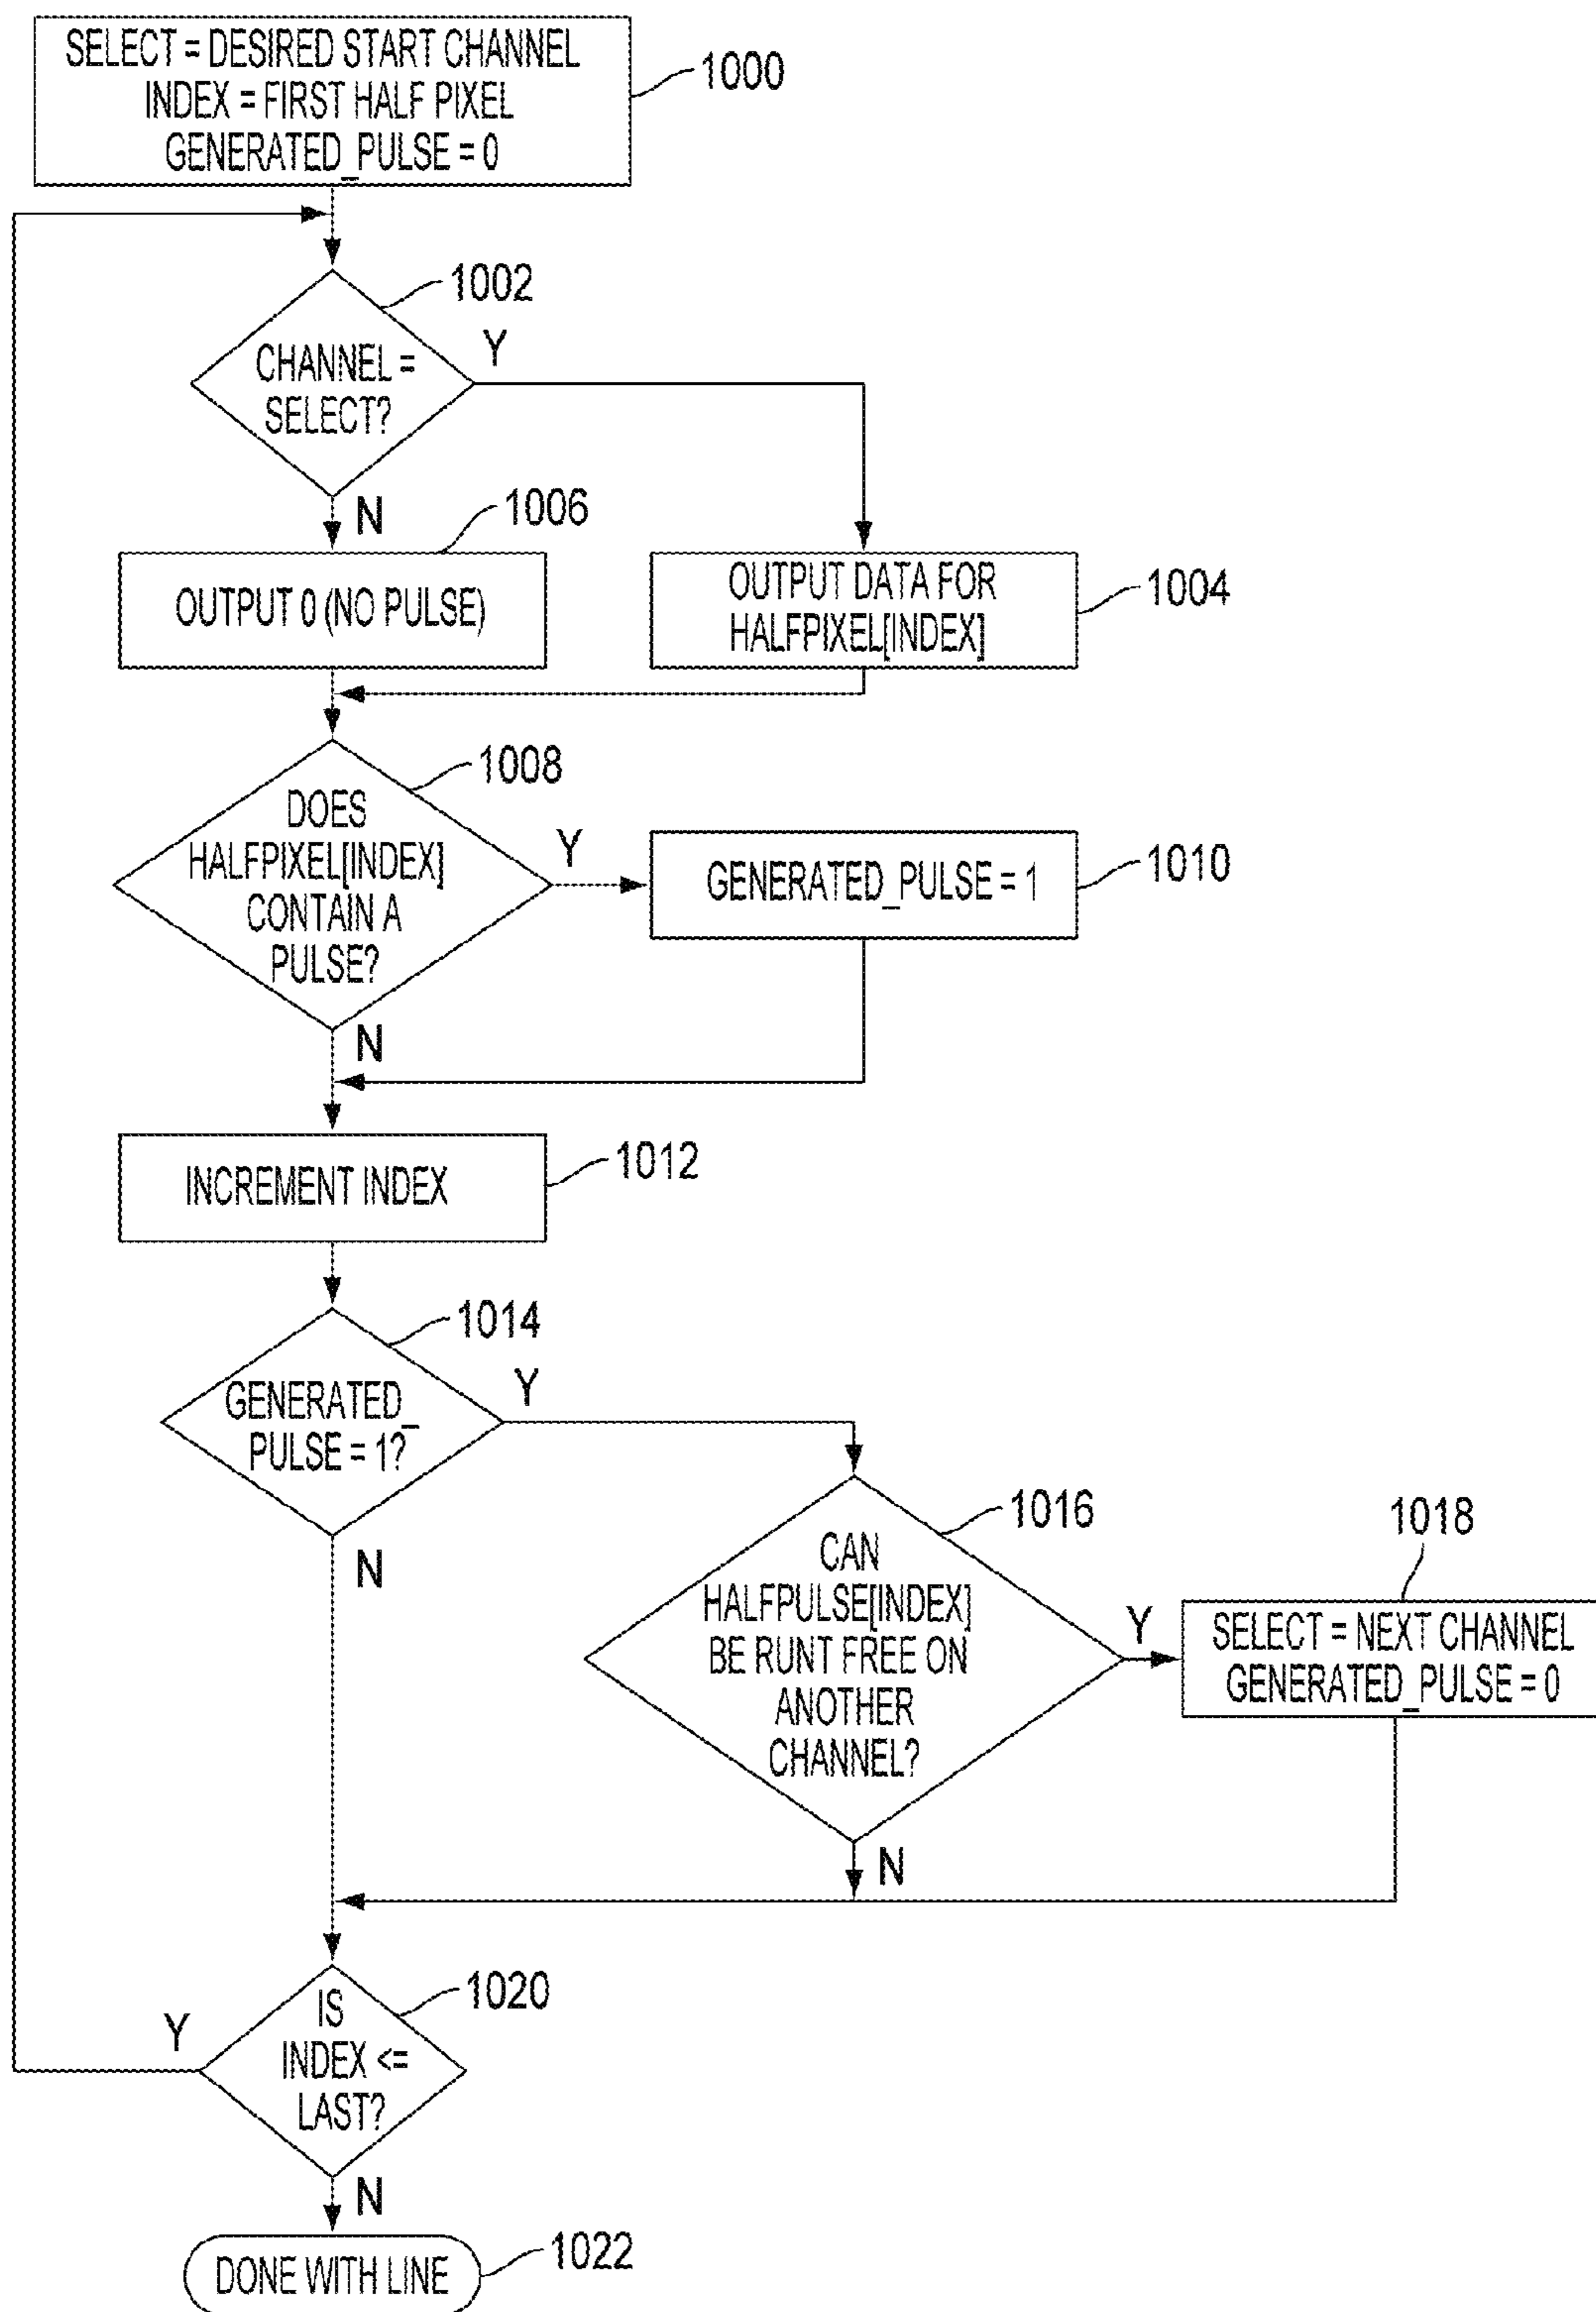 SELECT = DESIRED START CHANNEL
INDEX = FIRST HALF PIXEL
GENERATED_PULSE = 0
1000
1002
CHANNEL =
SELECT?
Y
N
1006
OUTPUT 0 (NO PULSE)
OUTPUT DATA FOR
HALFPIXEL[INDEX]
1004
1008
DOES
HALFPIXEL[INDEX]
CONTAIN A
PULSE?
Y
GENERATED_PULSE = 1
1010
N
INCREMENT INDEX
1012
1014
GENERATED_
PULSE = 1?
Y
N
1016
CAN
HALFPULSE[INDEX]
BE RUNT FREE ON
ANOTHER
CHANNEL?
Y
1018
SELECT = NEXT CHANNEL
GENERATED_PULSE = 0
N
1020
IS
INDEX <=
LAST?
Y
N
DONE WITH LINE
1022